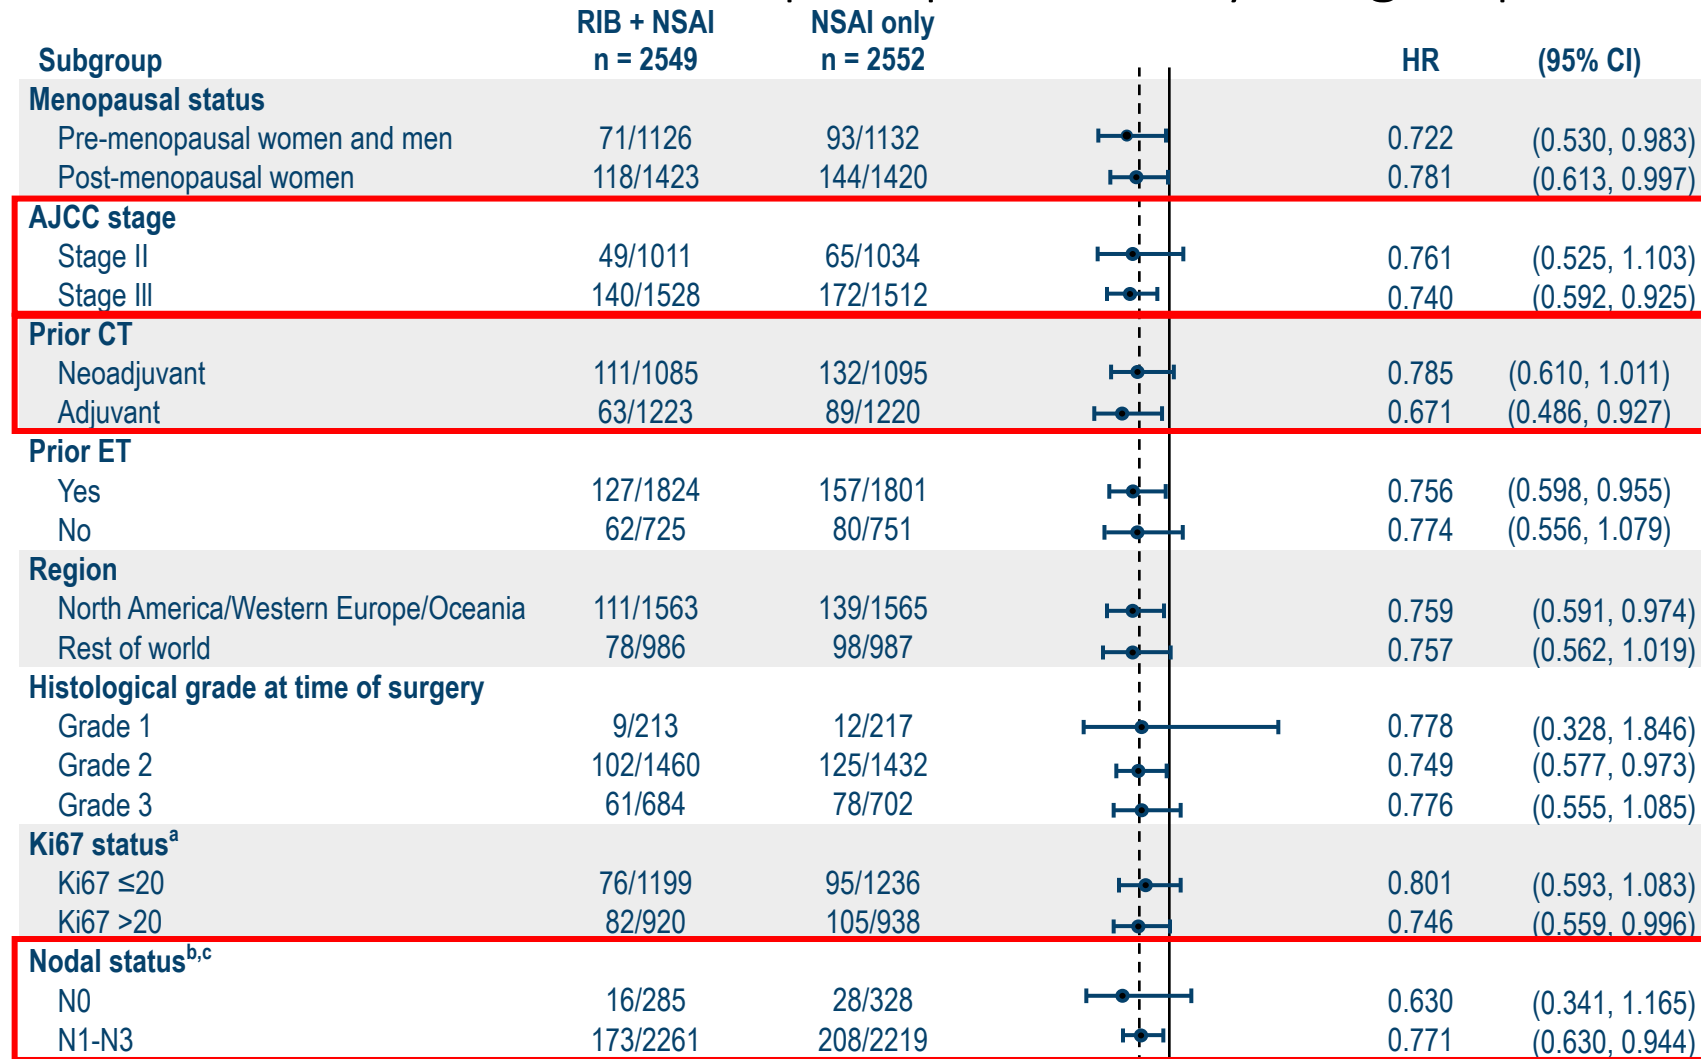 RIB + NSAI NSAI only
Subgroup n = 2549 n = 2552 HR (95% CI)
Menopausal status
Pre-menopausal women and men 71/1126 93/1132 0.722 (0.530, 0.983)
Post-menopausal women 118/1423 144/1420 0.781 (0.613, 0.997)
AJCC stage
Stage II 49/1011 65/1034 0.761 (0.525, 1.103)
Stage III 140/1528 172/1512 0.740 (0.592, 0.925)
Prior CT
Neoadjuvant 111/1085 132/1095 0.785 (0.610, 1.011)
Adjuvant 63/1223 89/1220 0.671 (0.486, 0.927)
Prior ET
Yes 127/1824 157/1801 0.756 (0.598, 0.955)
No 62/725 80/751 0.774 (0.556, 1.079)
Region
North America/Western Europe/Oceania 111/1563 139/1565 0.759 (0.591, 0.974)
Rest of world 78/986 98/987 0.757 (0.562, 1.019)
Histological grade at time of surgery
Grade 1 9/213 12/217 0.778 (0.328, 1.846)
Grade 2 102/1460 125/1432 0.749 (0.577, 0.973)
Grade 3 61/684 78/702 0.776 (0.555, 1.085)
Ki67 statusᵃ
Ki67 ≤20 76/1199 95/1236 0.801 (0.593, 1.083)
Ki67 >20 82/920 105/938 0.746 (0.559, 0.996)
Nodal statusᵇ,ᶜ
N0 16/285 28/328 0.630 (0.341, 1.165)
N1-N3 173/2261 208/2219 0.771 (0.630, 0.944)